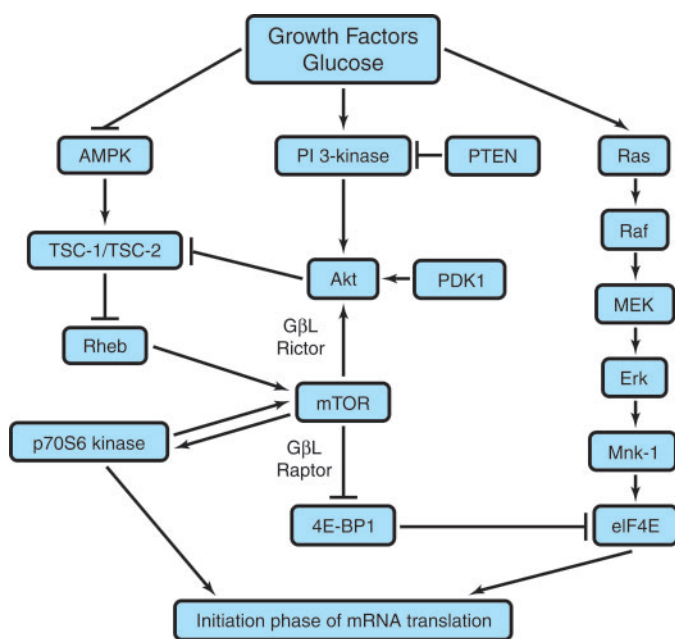 Growth Factors
Glucose
AMPK
PI 3-kinase
PTEN
Ras
TSC-1/TSC-2
Raf
Akt
PDK1
MEK
GβL
Rictor
Rheb
Erk
mTOR
p70S6 kinase
GβL
Raptor
Mnk-1
4E-BP1
eIF4E
Initiation phase of mRNA translation